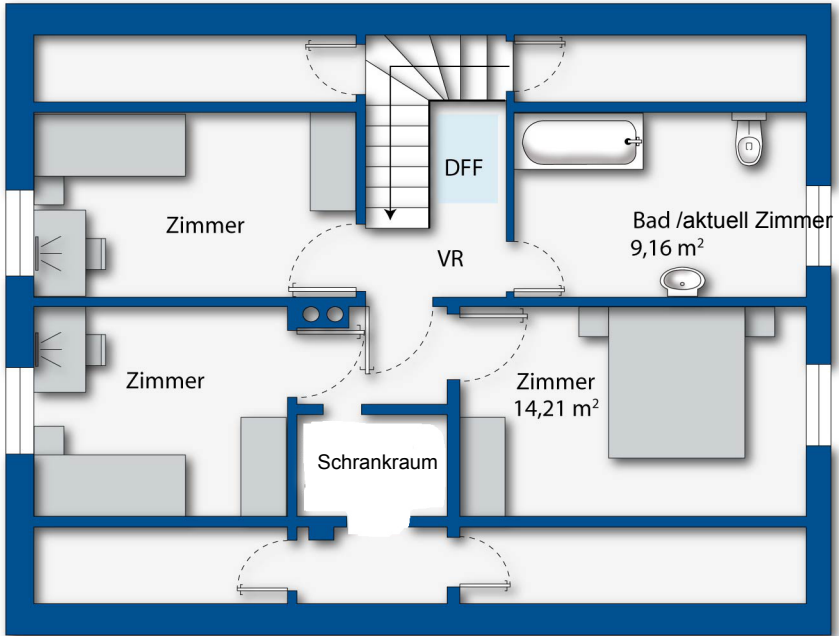 DFF
Zimmer
Bad /aktuell Zimmer
9,16 m²
VR
Zimmer
Zimmer
14,21 m²
Schrankraum